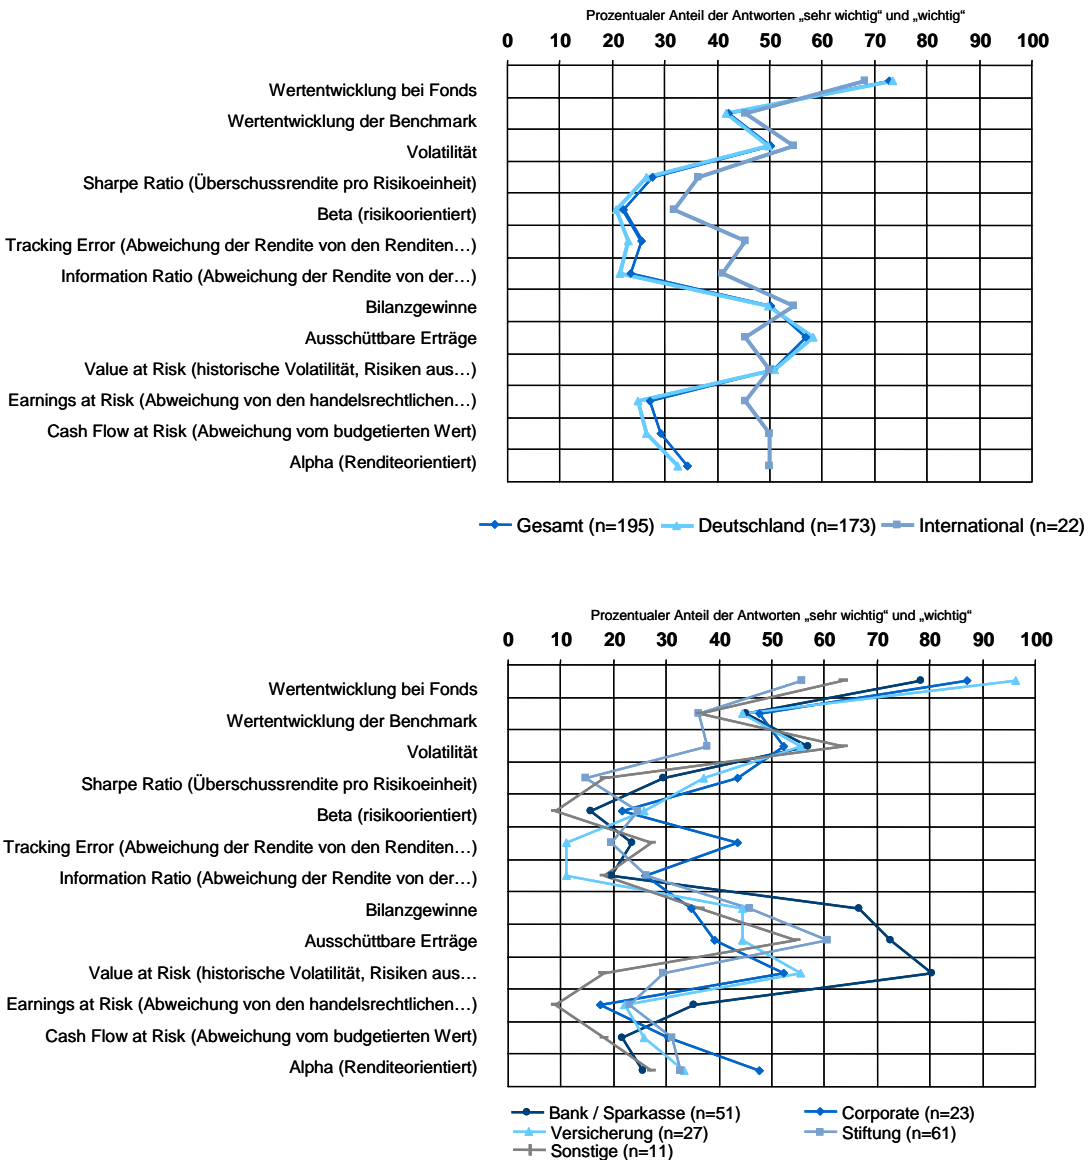 Prozentualer Anteil der Antworten „sehr wichtig“ und „wichtig“
0 10 20 30 40 50 60 70 80 90 100
Wertentwicklung bei Fonds
Wertentwicklung der Benchmark
Volatilität
Sharpe Ratio (Überschussrendite pro Risikoeinheit)
Beta (risikoorientiert)
Tracking Error (Abweichung der Rendite von den Renditen…)
Information Ratio (Abweichung der Rendite von der…)
Bilanzgewinne
Ausschüttbare Erträge
Value at Risk (historische Volatilität, Risiken aus…)
Earnings at Risk (Abweichung von den handelsrechtlichen…)
Cash Flow at Risk (Abweichung vom budgetierten Wert)
Alpha (Renditeorientiert)
Gesamt (n=195) Deutschland (n=173) International (n=22)
Prozentualer Anteil der Antworten „sehr wichtig“ und „wichtig“
0 10 20 30 40 50 60 70 80 90 100
Wertentwicklung bei Fonds
Wertentwicklung der Benchmark
Volatilität
Sharpe Ratio (Überschussrendite pro Risikoeinheit)
Beta (risikoorientiert)
Tracking Error (Abweichung der Rendite von den Renditen…)
Information Ratio (Abweichung der Rendite von der…)
Bilanzgewinne
Ausschüttbare Erträge
Value at Risk (historische Volatilität, Risiken aus…
Earnings at Risk (Abweichung von den handelsrechtlichen…)
Cash Flow at Risk (Abweichung vom budgetierten Wert)
Alpha (Renditeorientiert)
Bank / Sparkasse (n=51) Corporate (n=23)
Versicherung (n=27) Stiftung (n=61)
Sonstige (n=11)